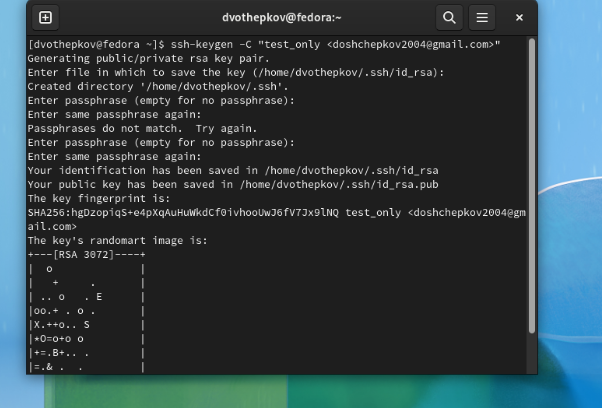 dvothepkov@fedora:~
[dvothepkov@fedora ~]$ ssh-keygen -C "test_only <doshchepkov2004@gmail.com>"
Generating public/private rsa key pair.
Enter file in which to save the key (/home/dvothepkov/.ssh/id_rsa):
Created directory '/home/dvothepkov/.ssh'.
Enter passphrase (empty for no passphrase):
Enter same passphrase again:
Passphrases do not match.  Try again.
Enter passphrase (empty for no passphrase):
Enter same passphrase again:
Your identification has been saved in /home/dvothepkov/.ssh/id_rsa
Your public key has been saved in /home/dvothepkov/.ssh/id_rsa.pub
The key fingerprint is:
SHA256:hgDzopiqS+e4pXqAuHuWkdCf0ivhooUwJ6fV7Jx9lNQ test_only <doshchepkov2004@gm
ail.com>
The key's randomart image is:
+---[RSA 3072]----+
|  o              |
|   +     .       |
| .. o   . E      |
|oo.+ . o .       |
|X.++o.. S        |
|*O=o+o o         |
|+=.B+.. .        |
|=.& .  .         |